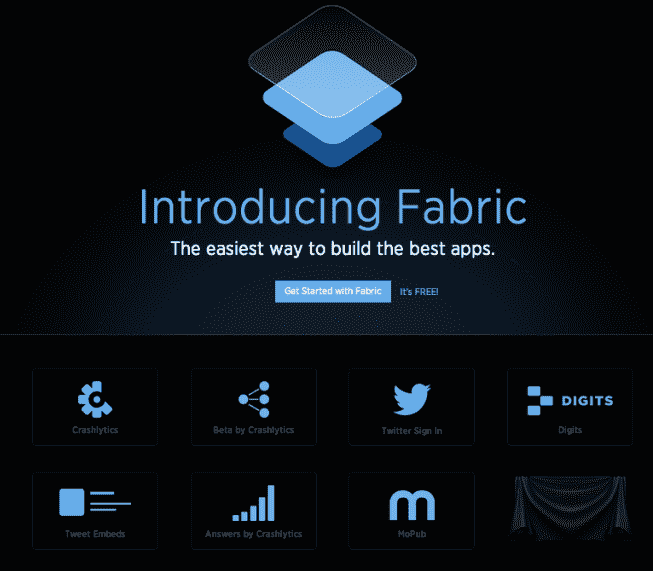 Introducing Fabric
The easiest way to build the best apps.
Get Started with Fabric It's FREE!
Crashlytics
Beta by Crashlytics
Twitter Sign In
DIGITS
Digits
Tweet Embeds
Answers by Crashlytics
MoPub